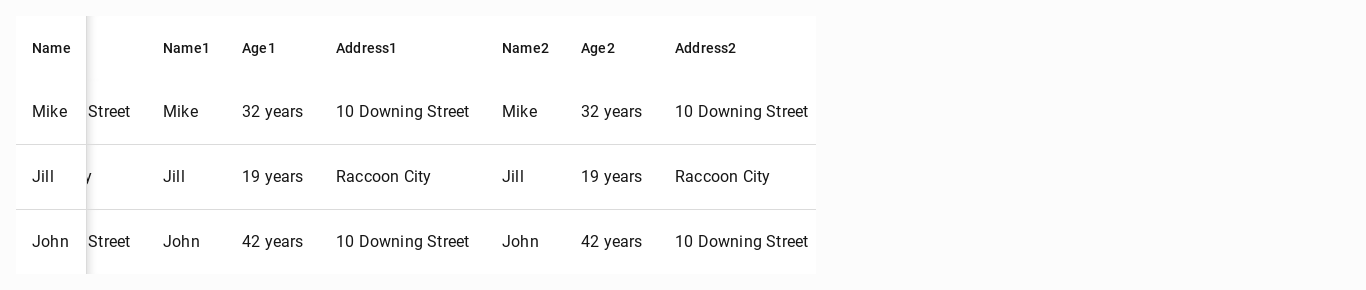 Name Name1 Age1 Address1 Name2 Age2 Address2
Mike Street Mike 32 years 10 Downing Street Mike 32 years 10 Downing Street
Jill y Jill 19 years Raccoon City Jill 19 years Raccoon City
John Street John 42 years 10 Downing Street John 42 years 10 Downing Street